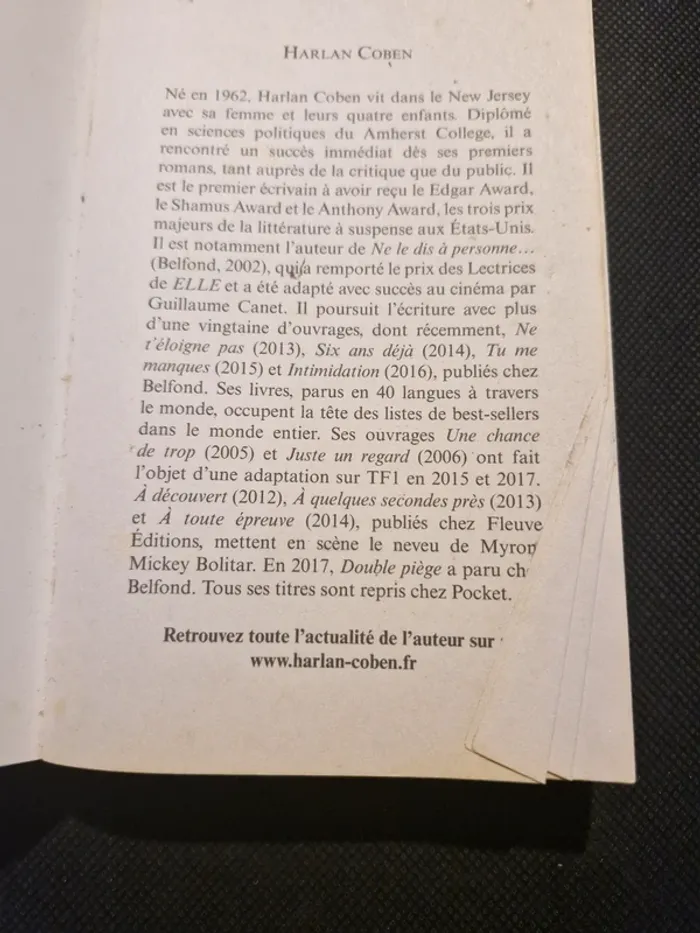 HARLAN COBEN
Né en 1962, Harlan Coben vit dans le New Jersey
avec sa femme et leurs quatre enfants. Diplômé
en sciences politiques du Amherst College, il a
rencontré un succès immédiat dès ses premiers
romans, tant auprès de la critique que du public. Il
est le premier écrivain à avoir reçu le Edgar Award,
le Shamus Award et le Anthony Award, les trois prix
majeurs de la littérature à suspense aux États-Unis.
Il est notamment l'auteur de Ne le dis à personne…
(Belfond, 2002), qui a remporté le prix des Lectrices
de ELLE et a été adapté avec succès au cinéma par
Guillaume Canet. Il poursuit l'écriture avec plus
d'une vingtaine d'ouvrages, dont récemment, Ne
t'éloigne pas (2013), Six ans déjà (2014), Tu me
manques (2015) et Intimidation (2016), publiés chez
Belfond. Ses livres, parus en 40 langues à travers
le monde, occupent la tête des listes de best-sellers
dans le monde entier. Ses ouvrages Une chance
de trop (2005) et Juste un regard (2006) ont fait
l'objet d'une adaptation sur TF1 en 2015 et 2017.
À découvert (2012), À quelques secondes près (2013)
et À toute épreuve (2014), publiés chez Fleuve
Éditions, mettent en scène le neveu de Myron
Mickey Bolitar. En 2017, Double piège a paru ch
Belfond. Tous ses titres sont repris chez Pocket.
Retrouvez toute l'actualité de l'auteur sur
www.harlan-coben.fr